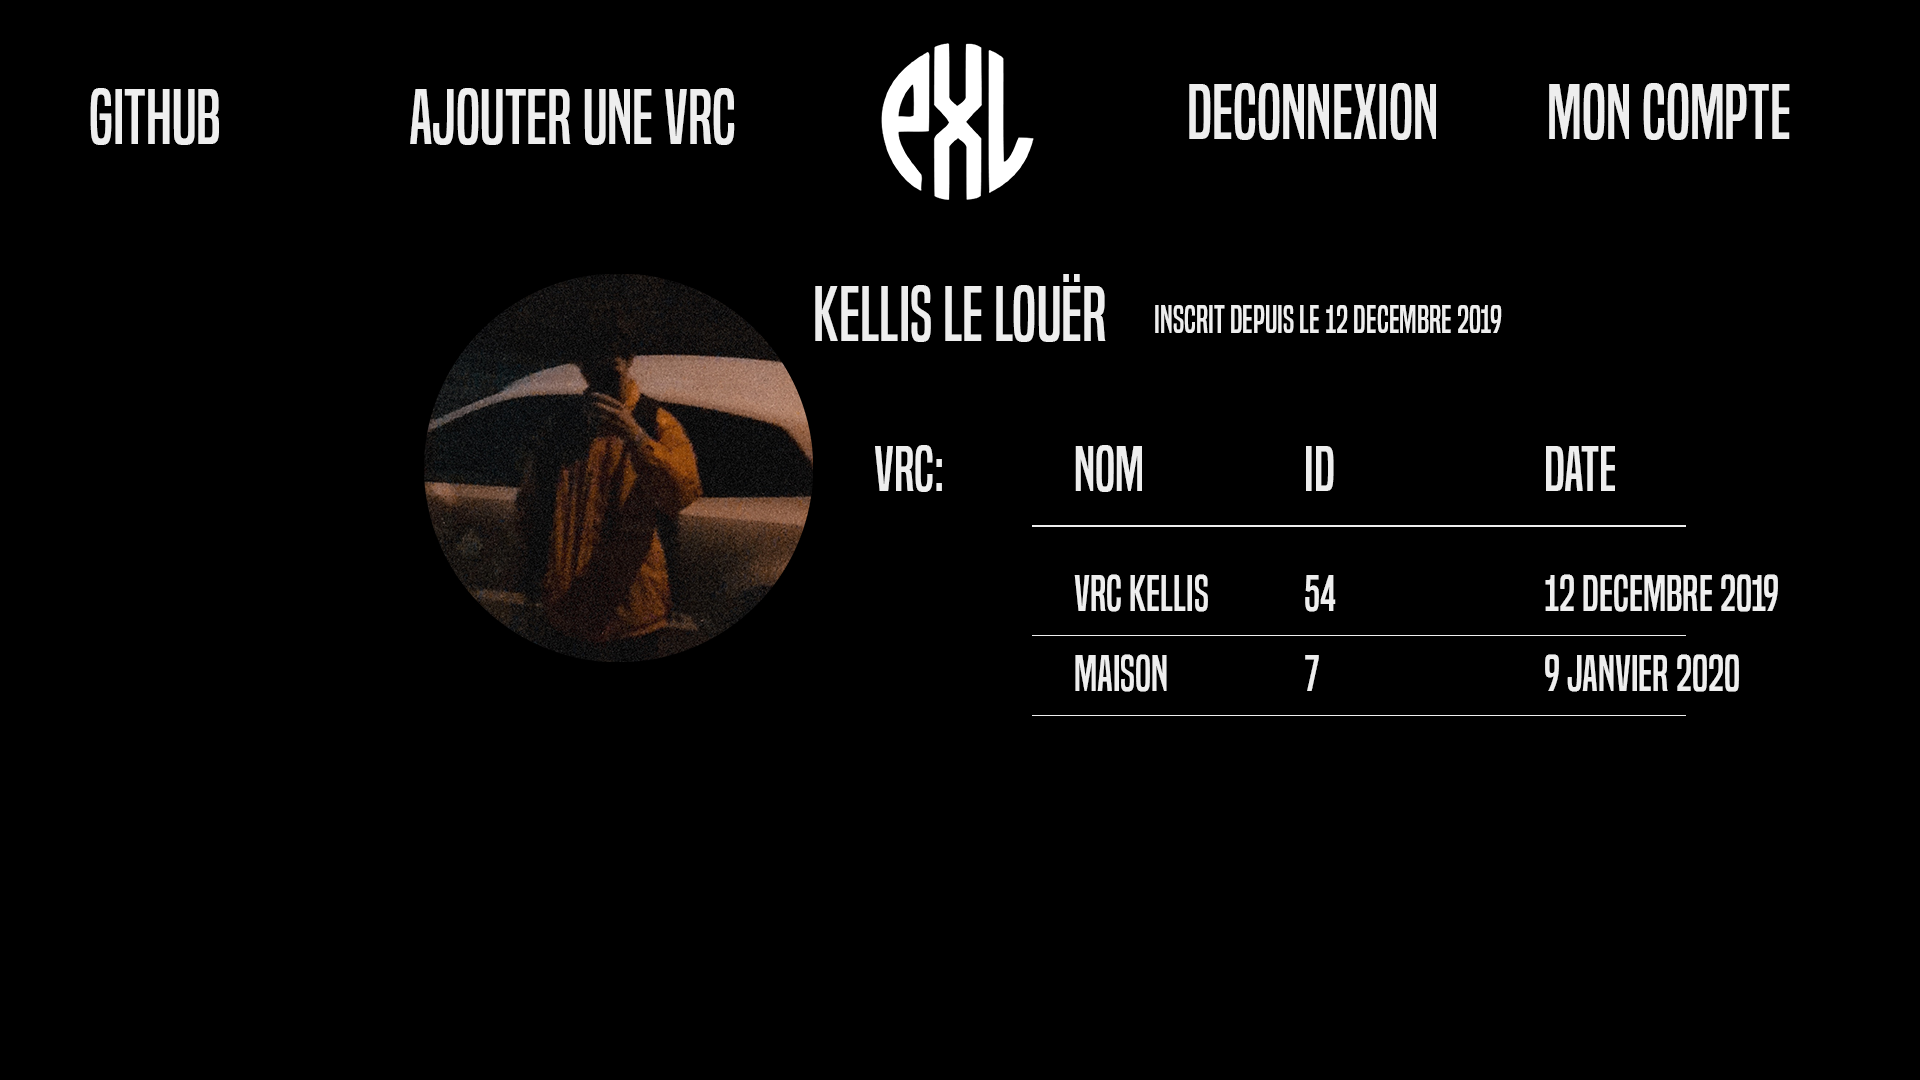 GITHUB
AJOUTER UNE VRC
PXL
DECONNEXION
MON COMPTE
KELLIS LE LOUËR
INSCRIT DEPUIS LE 12 DECEMBRE 2019
VRC: NOM ID DATE
VRC KELLIS 54 12 DECEMBRE 2019
MAISON 7 9 JANVIER 2020